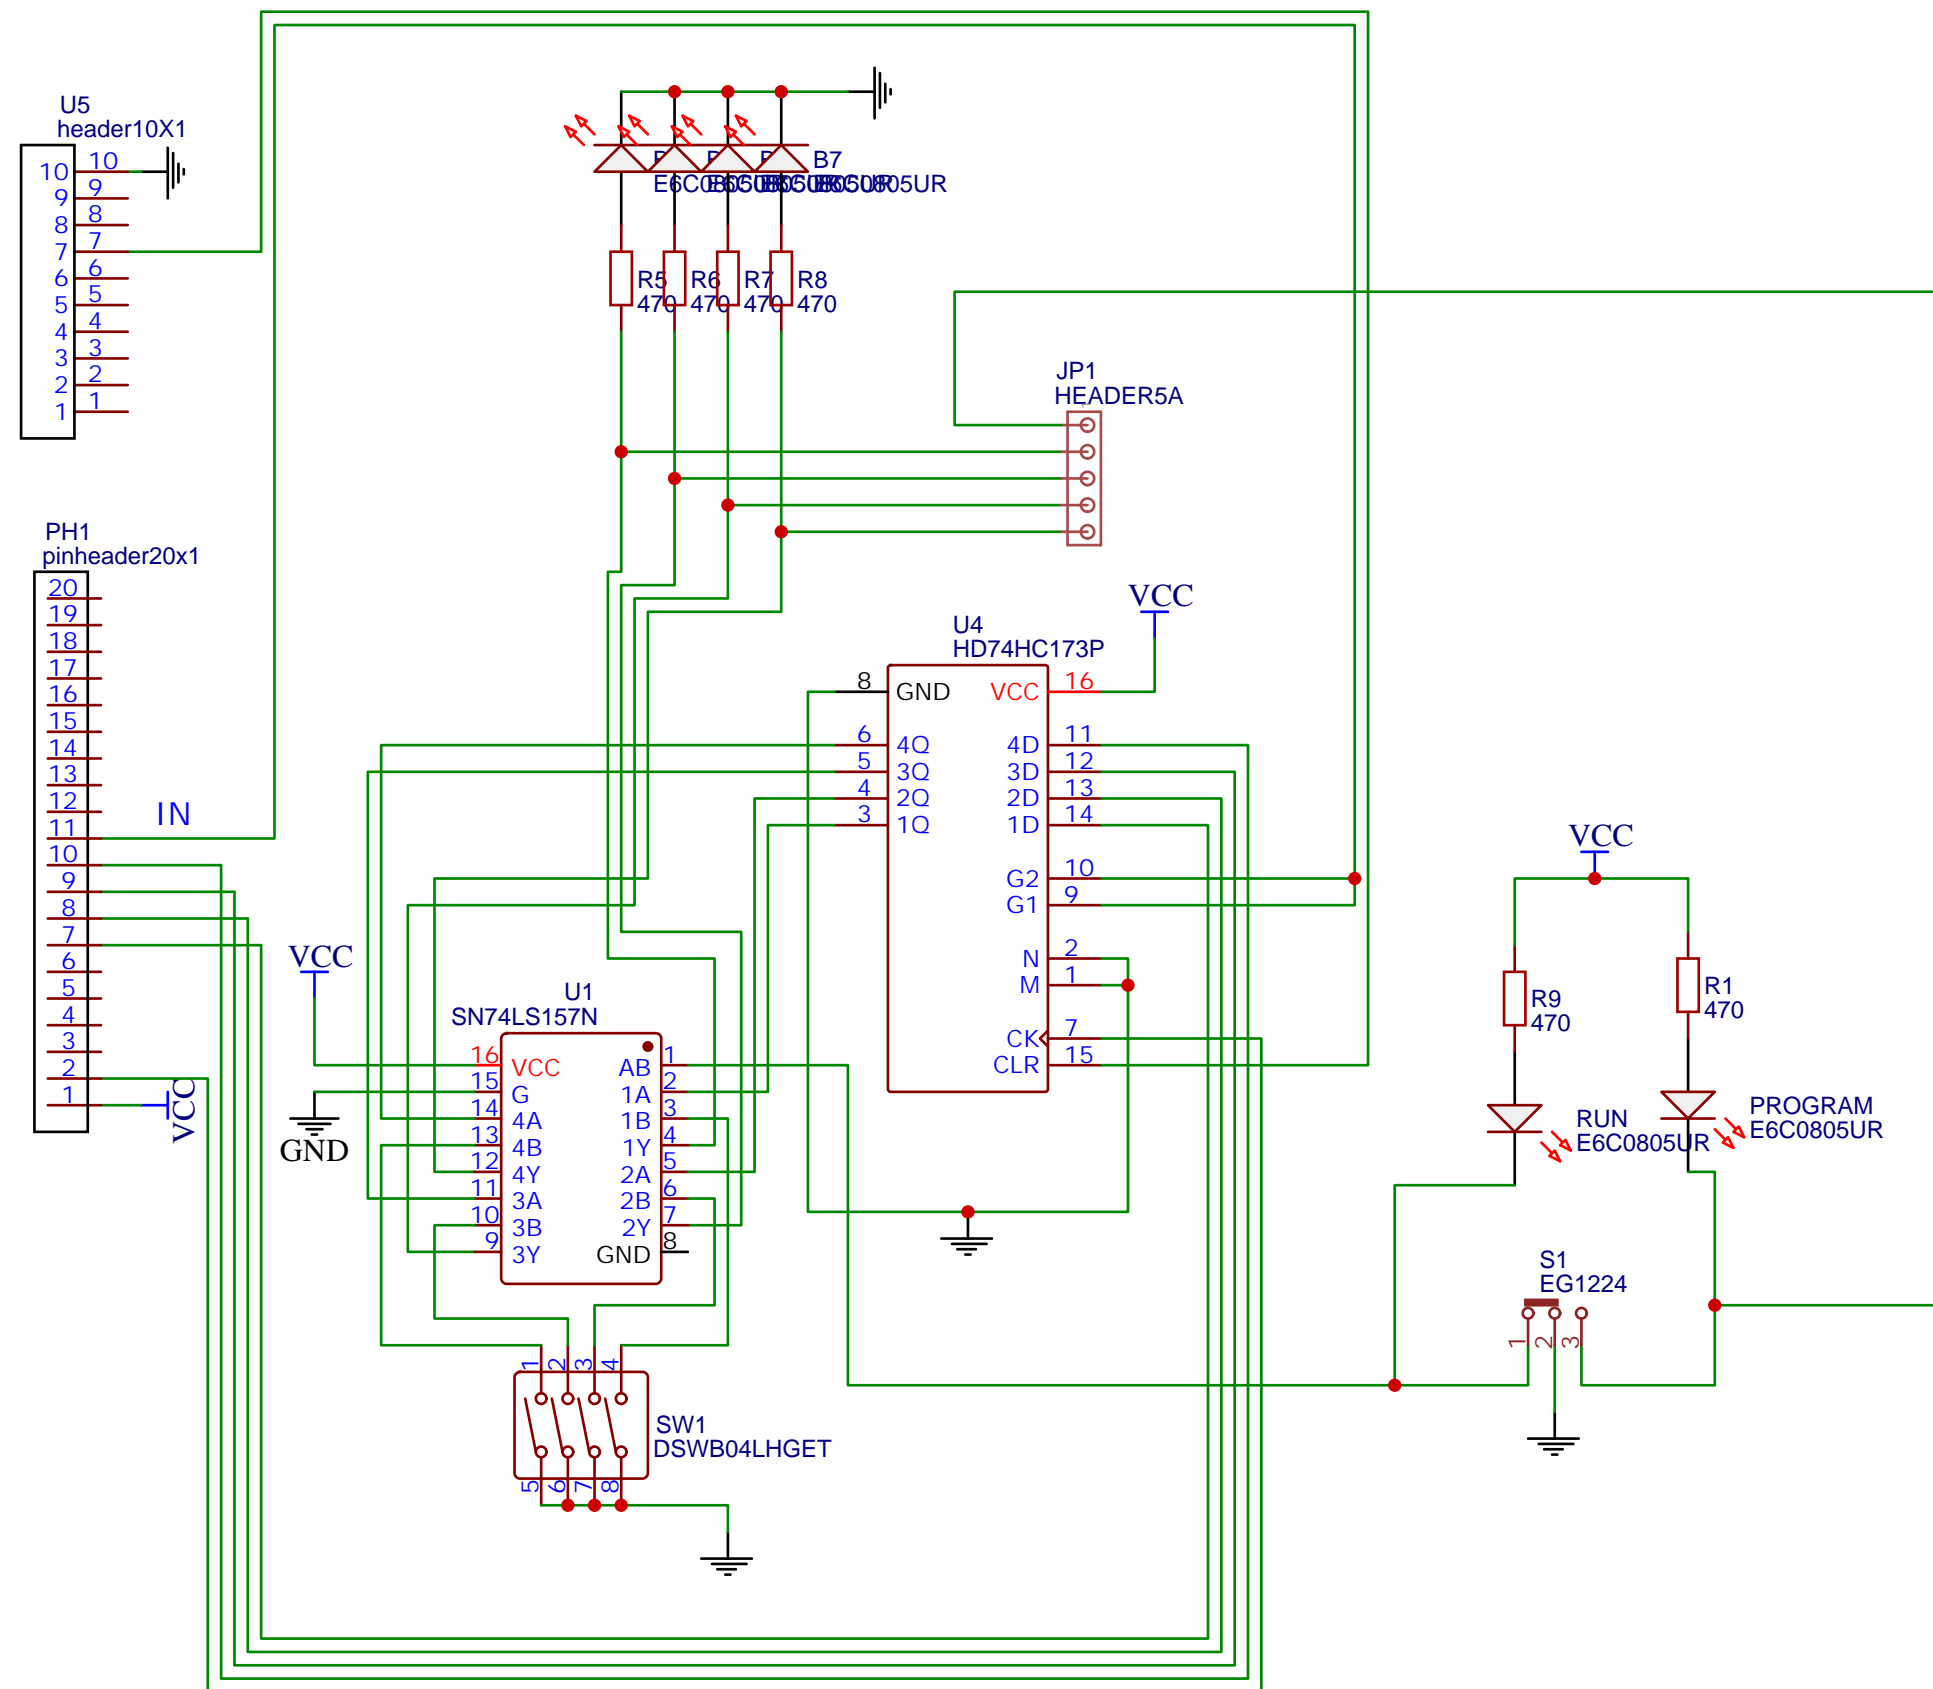 U5
header10X1
10 10
9 9
8 8
7 7
6 6
5 5
4 4
3 3
2 2
1 1
B7
E6C0805UR
R5
470
R6
470
R7
470
R8
470
JP1
HEADER5A
PH1
pinheader20x1
20
19
18
17
16
15
14
13
12
11
10
9
8
7
6
5
4
3
2
1
IN
VCC
VCC
U4
HD74HC173P
8 GND VCC 16
6 4Q 4D 11
5 3Q 3D 12
4 2Q 2D 13
3 1Q 1D 14
G2 10
G1 9
N 2
M 1
CK 7
CLR 15
VCC
GND
U1
SN74LS157N
16 VCC AB 1
15 G 1A 2
14 4A 1B 3
13 4B 1Y 4
12 4Y 2A 5
11 3A 2B 6
10 3B 2Y 7
9 3Y GND 8
1 2 3 4
SW1
DSWB04LHGET
5 6 7 8
VCC
R9
470
R1
470
RUN
E6C0805UR
PROGRAM
E6C0805UR
S1
EG1224
1 2 3